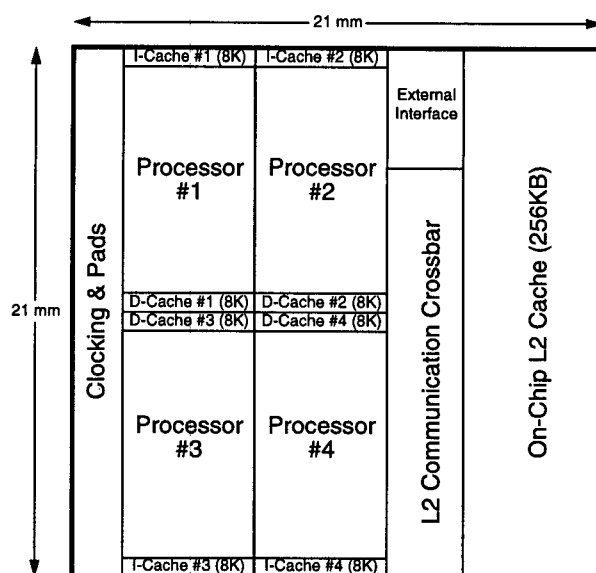 21 mm
I-Cache #1 (8K)
I-Cache #2 (8K)
External
Interface
Processor
#1
Processor
#2
D-Cache #1 (8K)
D-Cache #2 (8K)
D-Cache #3 (8K)
D-Cache #4 (8K)
21 mm
Clocking & Pads
Processor
#3
Processor
#4
L2 Communication Crossbar
On-Chip L2 Cache (256KB)
I-Cache #3 (8K)
I-Cache #4 (8K)